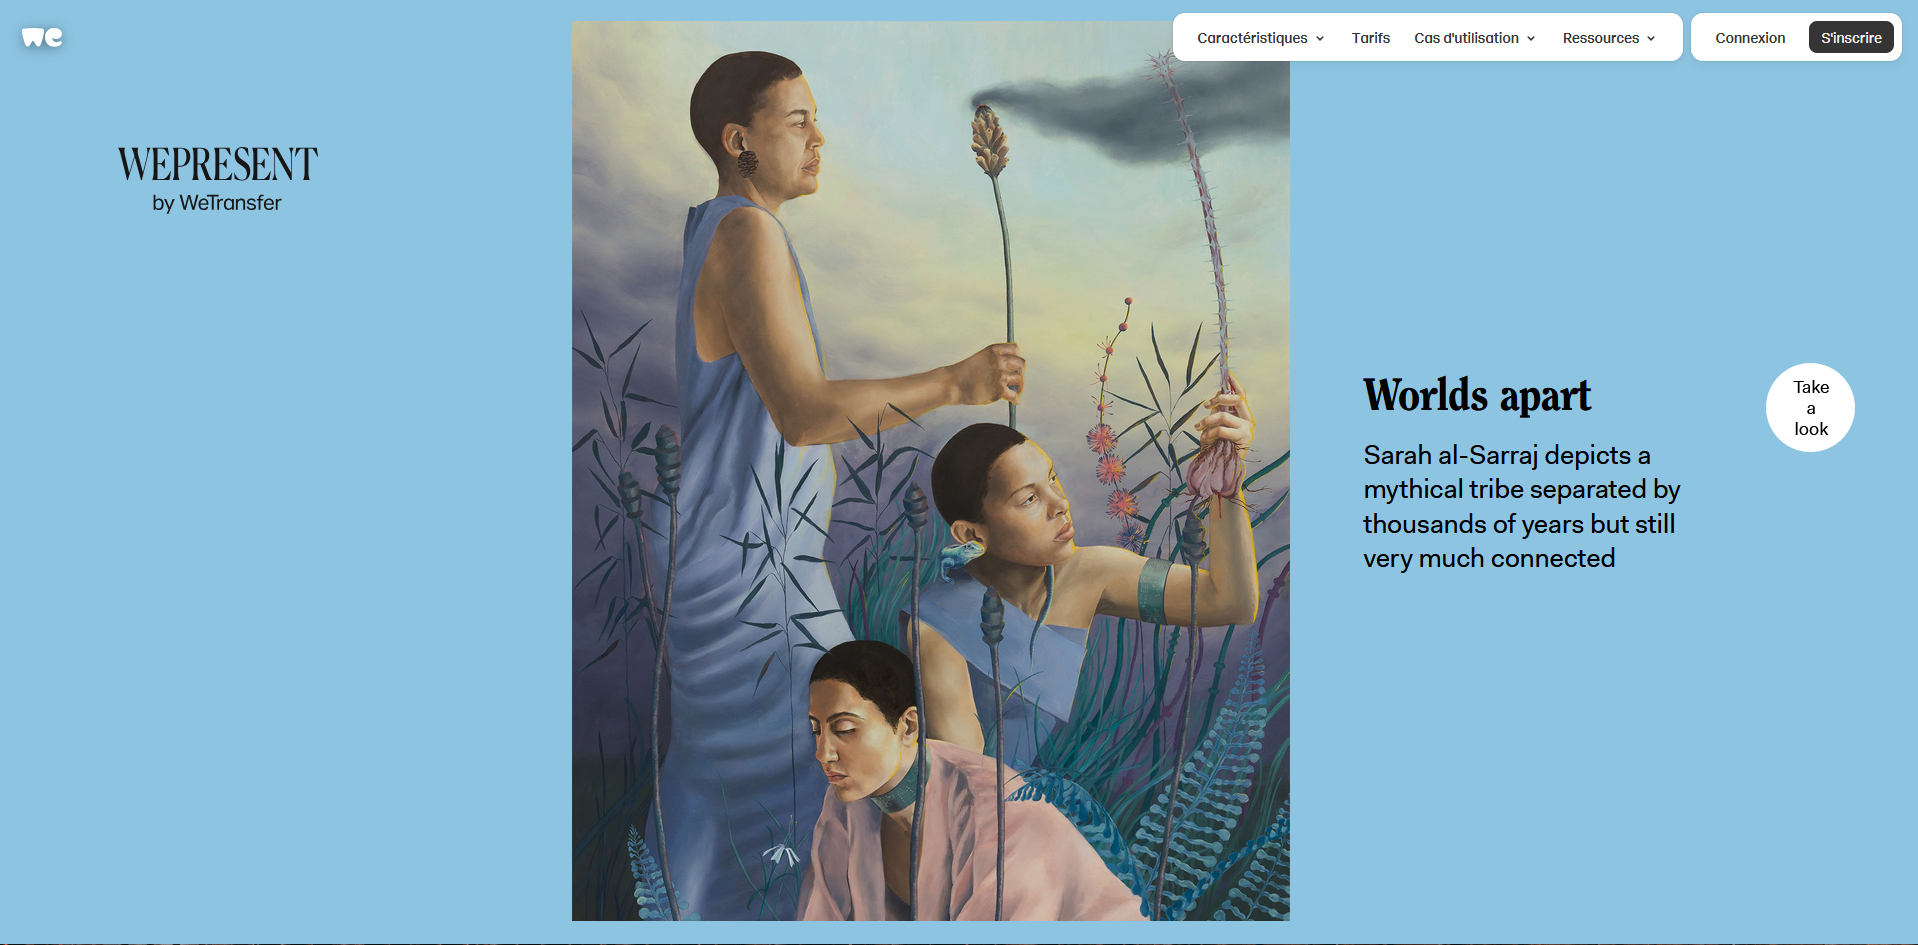 we
Caractéristiques
Tarifs
Cas d'utilisation
Ressources
Connexion
S'inscrire
WEPRESENT
by WeTransfer
Worlds apart
Sarah al-Sarraj depicts a
mythical tribe separated by
thousands of years but still
very much connected
Take
a
look